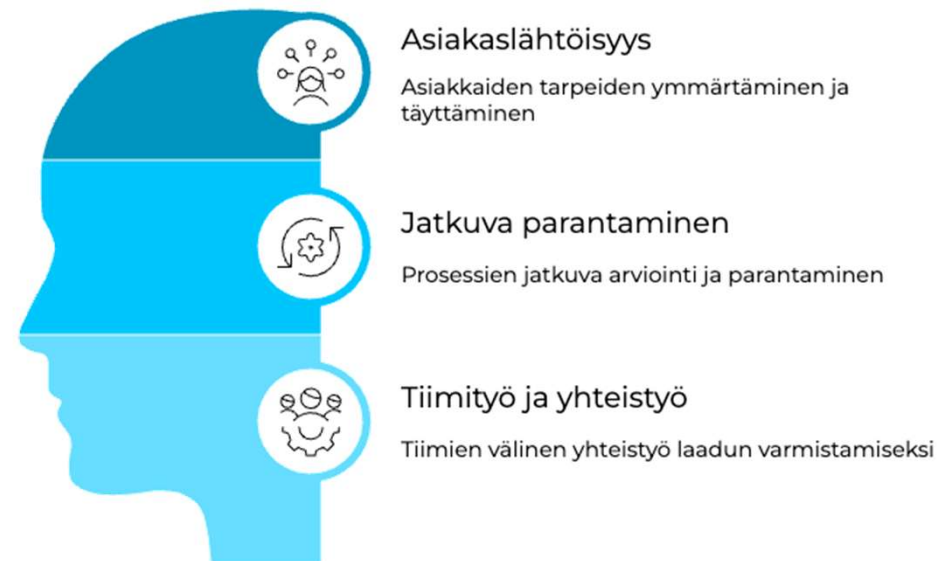 Asiakaslähtöisyys
Asiakkaiden tarpeiden ymmärtäminen ja
täyttäminen
Jatkuva parantaminen
Prosessien jatkuva arviointi ja parantaminen
Tiimityö ja yhteistyö
Tiimien välinen yhteistyö laadun varmistamiseksi